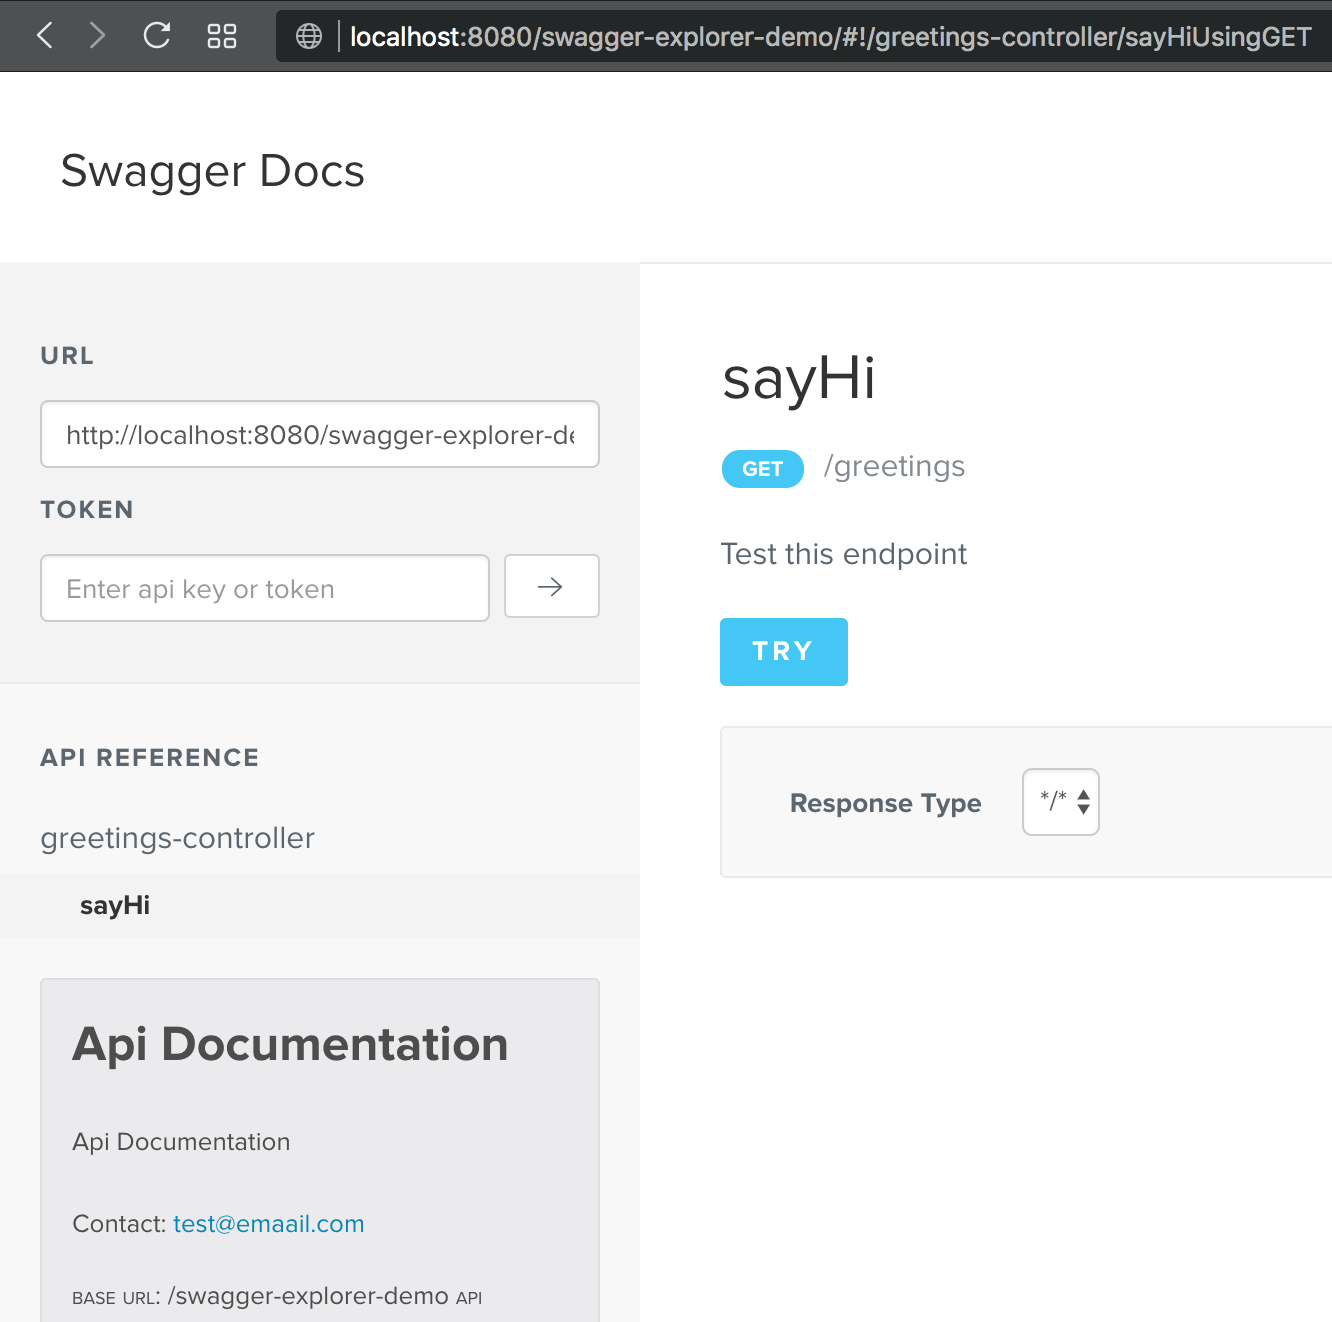 localhost:8080/swagger-explorer-demo/#!/greetings-controller/sayHiUsingGET
Swagger Docs
URL
http://localhost:8080/swagger-explorer-de
TOKEN
Enter api key or token
API REFERENCE
greetings-controller
sayHi
Api Documentation
Api Documentation
Contact: test@emaail.com
BASE URL: /swagger-explorer-demo API
sayHi
GET /greetings
Test this endpoint
TRY
Response Type */*